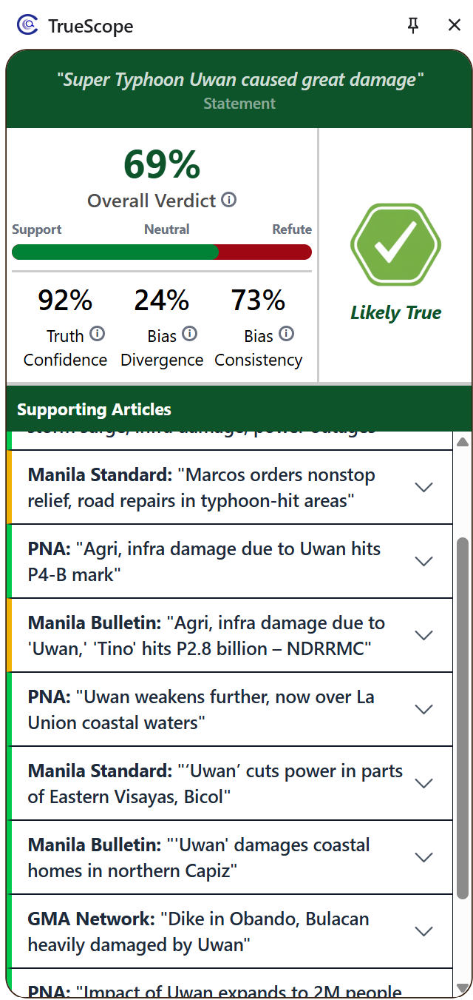 TrueScope
"Super Typhoon Uwan caused great damage"
Statement
69%
Overall Verdict
Support Neutral Refute
92% 24% 73%
Truth Bias Bias
Confidence Divergence Consistency
Likely True
Supporting Articles
storm surge, infra damage, power outages"
Manila Standard: "Marcos orders nonstop
relief, road repairs in typhoon-hit areas"
PNA: "Agri, infra damage due to Uwan hits
P4-B mark"
Manila Bulletin: "Agri, infra damage due to
'Uwan,' 'Tino' hits P2.8 billion – NDRRMC"
PNA: "Uwan weakens further, now over La
Union coastal waters"
Manila Standard: "‘Uwan’ cuts power in parts
of Eastern Visayas, Bicol"
Manila Bulletin: "'Uwan' damages coastal
homes in northern Capiz"
GMA Network: "Dike in Obando, Bulacan
heavily damaged by Uwan"
PNA: "Impact of Uwan expands to 2M people